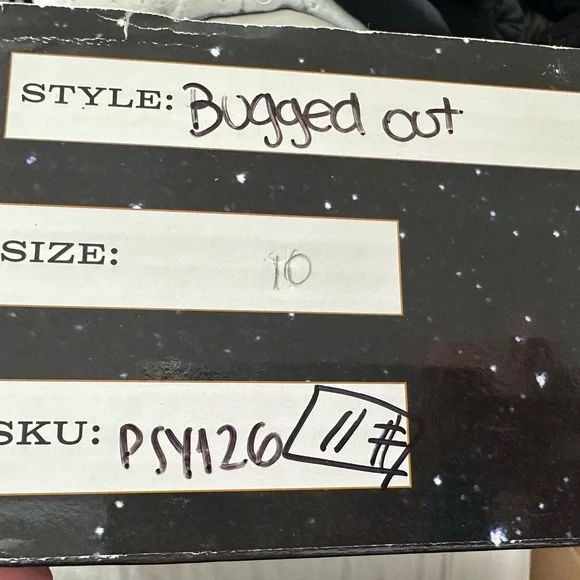 STYLE: Bugged out
SIZE: 10
SKU: PSY126 11#